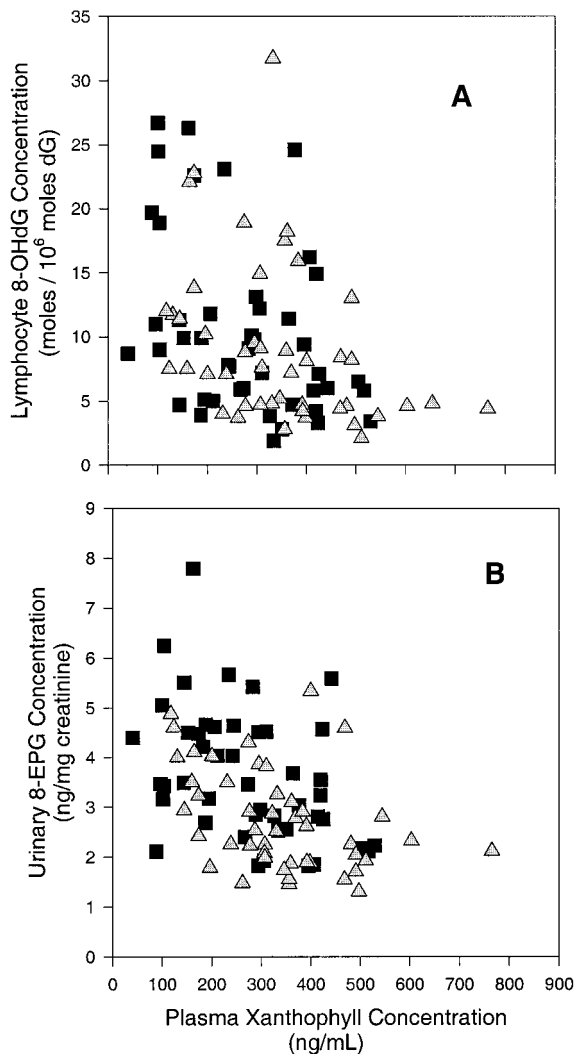 35
30
25
20
15
10
5
0
Lymphocyte 8-OHdG Concentration
(moles / 10⁶ moles dG)
A
9
8
7
6
5
4
3
2
1
0
Urinary 8-EPG Concentration
(ng/mg creatinine)
B
0 100 200 300 400 500 600 700 800 900
Plasma Xanthophyll Concentration
(ng/mL)